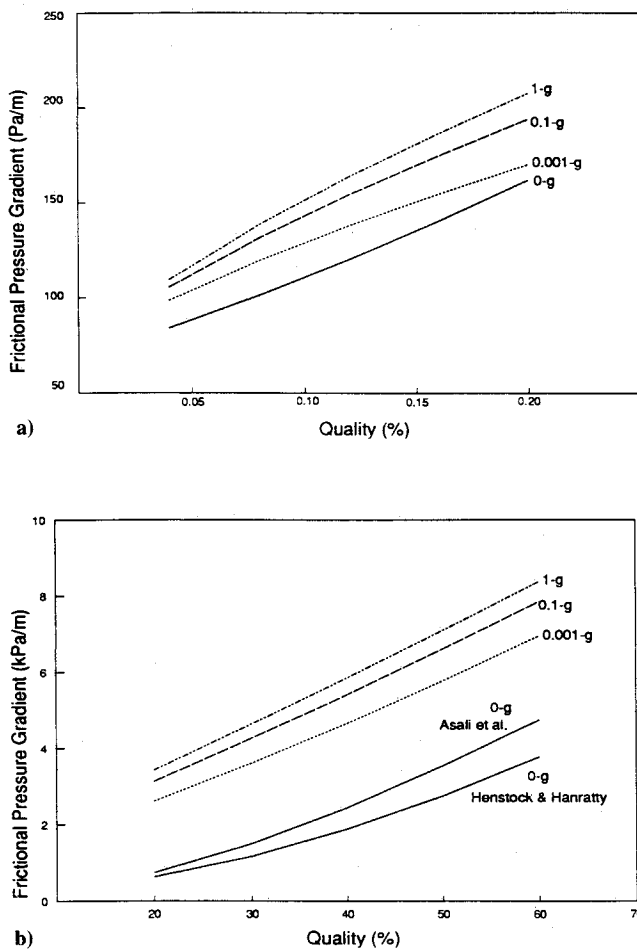 250
200
150
100
50
Frictional Pressure Gradient (Pa/m)
1-g
0.1-g
0.001-g
0-g
0.05
0.10
0.15
0.20
a)
Quality (%)
10
8
6
4
2
0
Frictional Pressure Gradient (kPa/m)
1-g
0.1-g
0.001-g
0-g
Asali et al.
0-g
Henstock & Hanratty
20
30
40
50
60
7
b)
Quality (%)